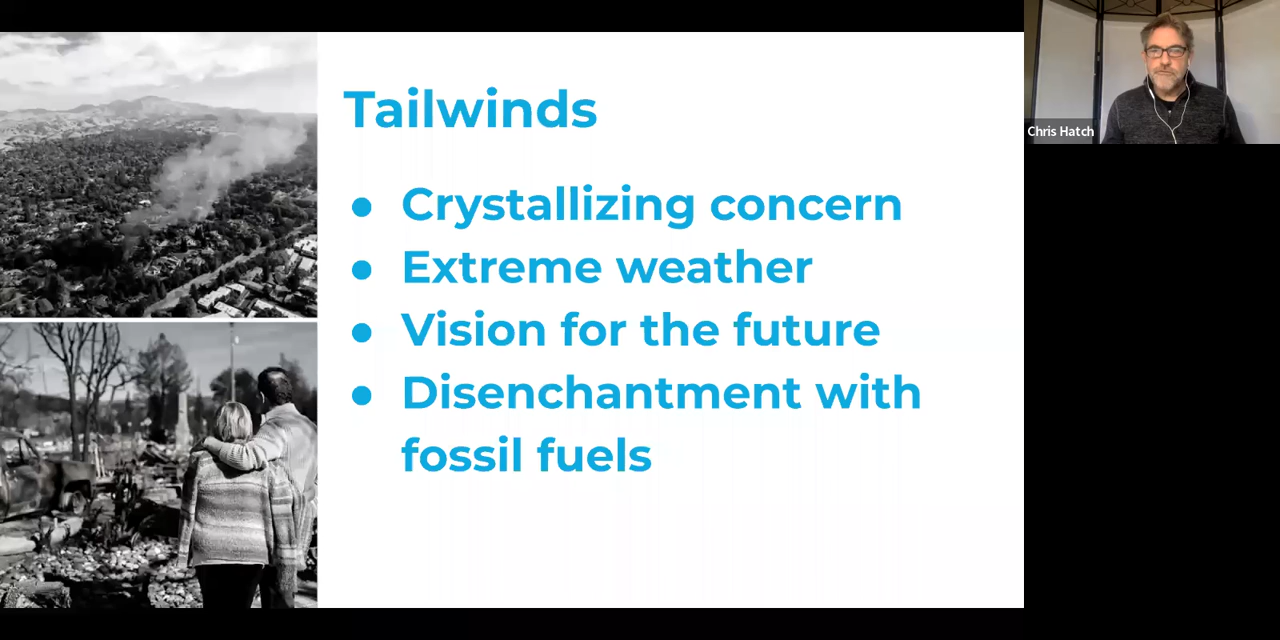 Tailwinds
● Crystallizing concern
● Extreme weather
● Vision for the future
● Disenchantment with
fossil fuels
Chris Hatch